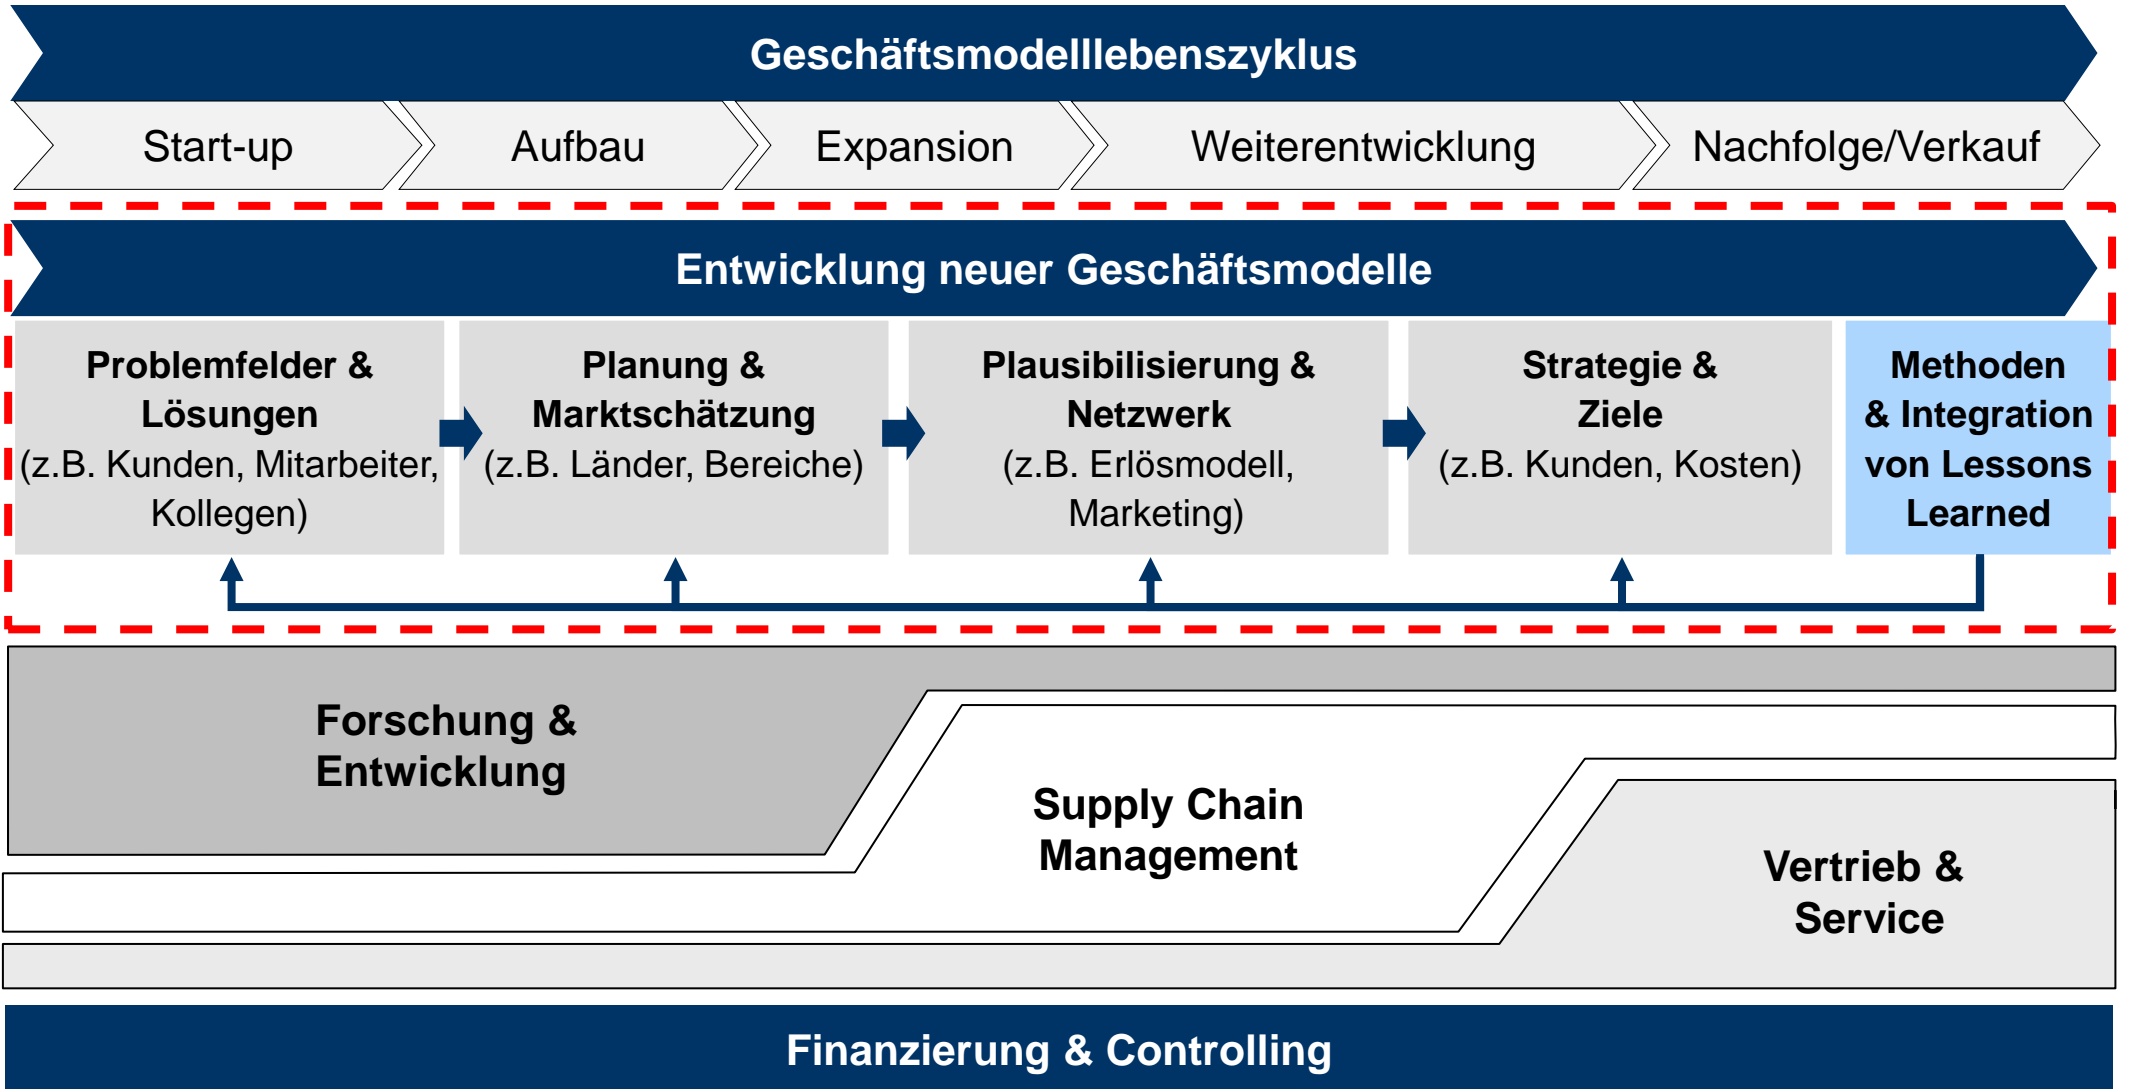 Geschäftsmodelllebenszyklus
Start-up
Aufbau
Expansion
Weiterentwicklung
Nachfolge/Verkauf
Entwicklung neuer Geschäftsmodelle
Problemfelder &
Lösungen
(z.B. Kunden, Mitarbeiter,
Kollegen)
Planung &
Marktschätzung
(z.B. Länder, Bereiche)
Plausibilisierung &
Netzwerk
(z.B. Erlösmodell,
Marketing)
Strategie &
Ziele
(z.B. Kunden, Kosten)
Methoden
& Integration
von Lessons
Learned
Forschung &
Entwicklung
Supply Chain
Management
Vertrieb &
Service
Finanzierung & Controlling